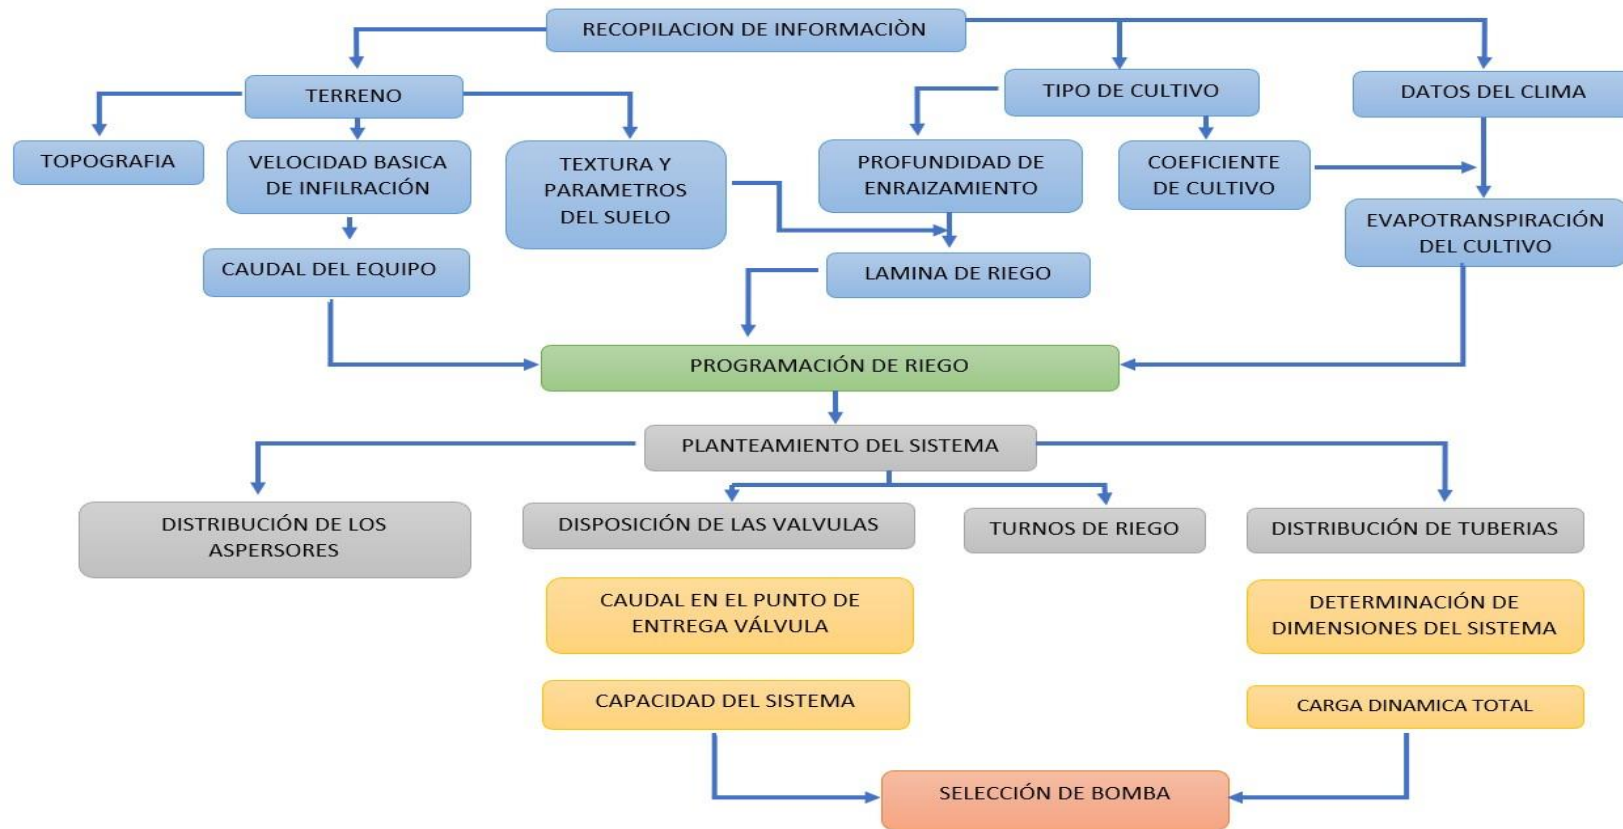 RECOPILACION DE INFORMACIÒN
TERRENO
TIPO DE CULTIVO
DATOS DEL CLIMA
TOPOGRAFIA
VELOCIDAD BASICA
DE INFILRACIÓN
TEXTURA Y
PARAMETROS
DEL SUELO
PROFUNDIDAD DE
ENRAIZAMIENTO
COEFICIENTE
DE CULTIVO
EVAPOTRANSPIRACIÓN
DEL CULTIVO
CAUDAL DEL EQUIPO
LAMINA DE RIEGO
PROGRAMACIÓN DE RIEGO
PLANTEAMIENTO DEL SISTEMA
DISTRIBUCIÓN DE LOS
ASPERSORES
DISPOSICIÓN DE LAS VALVULAS
TURNOS DE RIEGO
DISTRIBUCIÓN DE TUBERIAS
CAUDAL EN EL PUNTO DE
ENTREGA VÁLVULA
DETERMINACIÓN DE
DIMENSIONES DEL SISTEMA
CAPACIDAD DEL SISTEMA
CARGA DINAMICA TOTAL
SELECCIÓN DE BOMBA